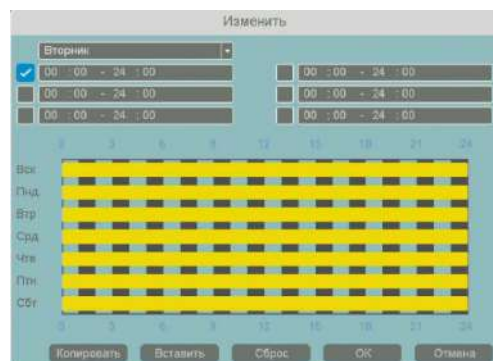 Изменить
Вторник
00 :00 - 24 :00 00 :00 - 24 :00
00 :00 - 24 :00 00 :00 - 24 :00
00 :00 - 24 :00 00 :00 - 24 :00
0 3 6 9 12 15 18 21 24
Вск
Пнд
Втр
Срд
Чтв
Птн
Сбт
0 3 6 9 12 15 18 21 24
Копировать Вставить Сброс ОК Отмена